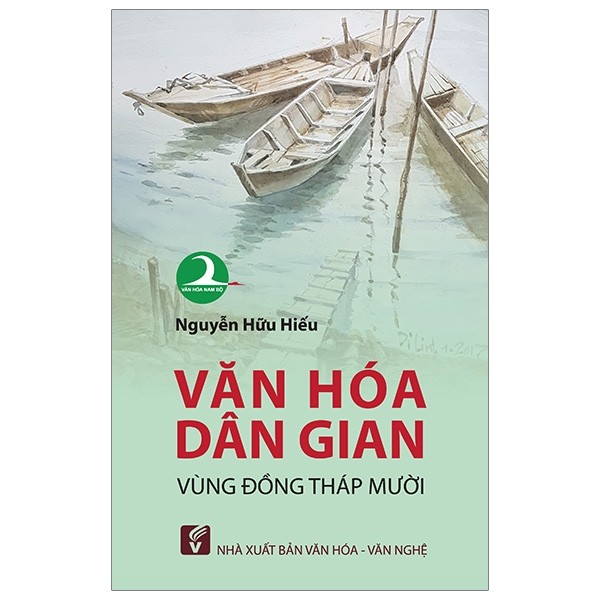 VĂN HÓA NAM BỘ
Nguyễn Hữu Hiếu
VĂN HÓA
DÂN GIAN
VÙNG ĐỒNG THÁP MƯỜI
NHÀ XUẤT BẢN VĂN HÓA - VĂN NGHỆ